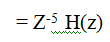 = Z⁻⁵ H(z)